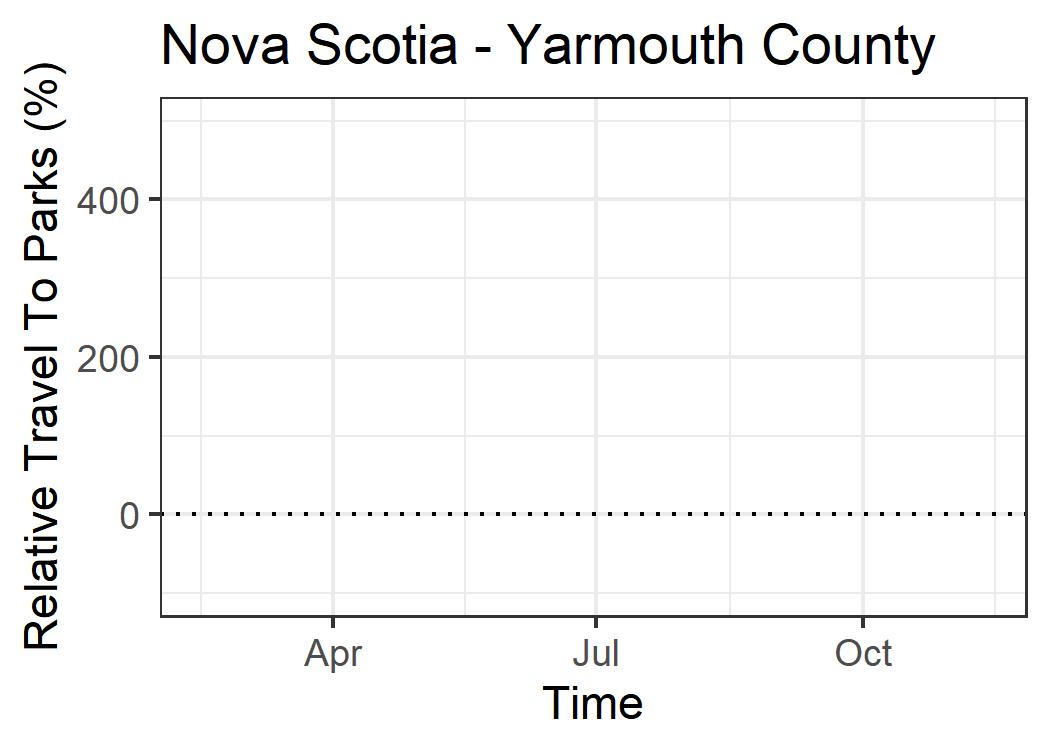 Nova Scotia - Yarmouth County
Relative Travel To Parks (%)
400
200
0
Apr Jul Oct
Time